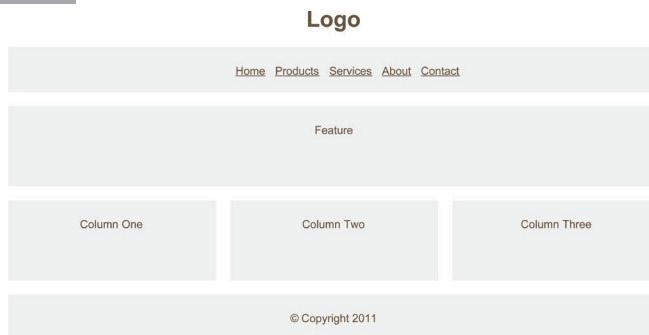 Logo
Home Products Services About Contact
Feature
Column One Column Two Column Three
© Copyright 2011